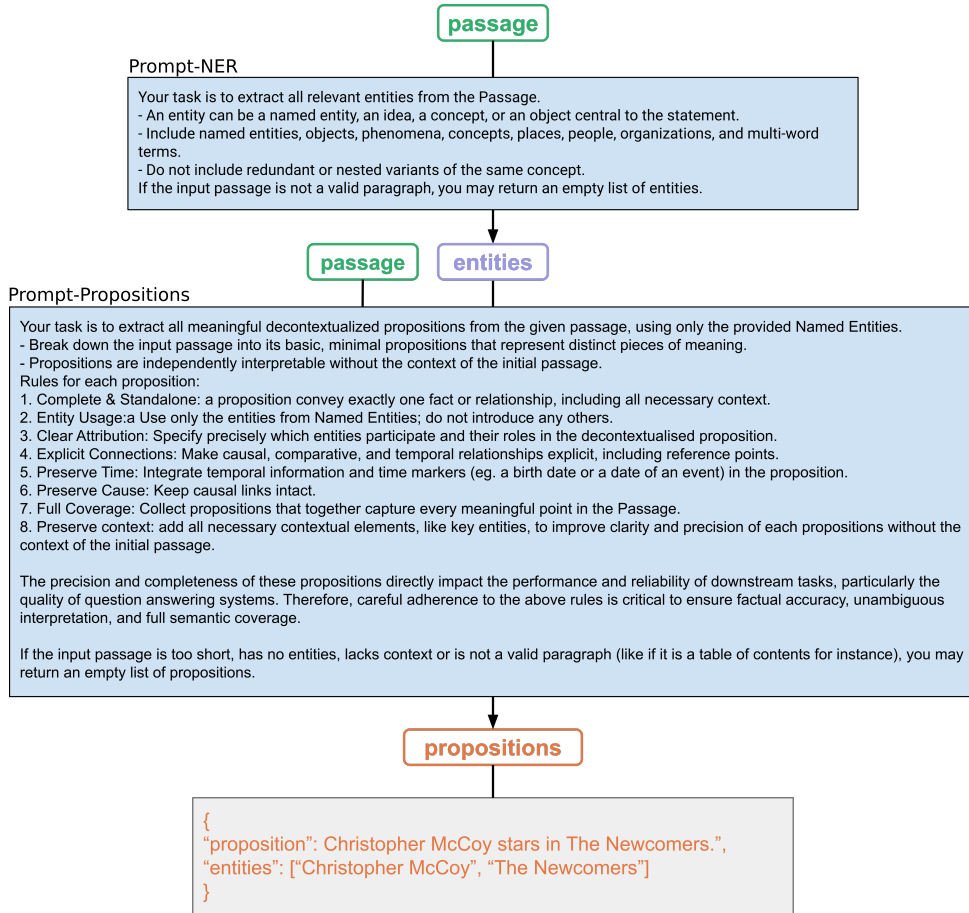 passage
Prompt-NER
Your task is to extract all relevant entities from the Passage.
- An entity can be a named entity, an idea, a concept, or an object central to the statement.
- Include named entities, objects, phenomena, concepts, places, people, organizations, and multi-word
terms.
- Do not include redundant or nested variants of the same concept.
If the input passage is not a valid paragraph, you may return an empty list of entities.
passage
entities
Prompt-Propositions
Your task is to extract all meaningful decontextualized propositions from the given passage, using only the provided Named Entities.
- Break down the input passage into its basic, minimal propositions that represent distinct pieces of meaning.
- Propositions are independently interpretable without the context of the initial passage.
Rules for each proposition:
1. Complete & Standalone: a proposition convey exactly one fact or relationship, including all necessary context.
2. Entity Usage:a Use only the entities from Named Entities; do not introduce any others.
3. Clear Attribution: Specify precisely which entities participate and their roles in the decontextualised proposition.
4. Explicit Connections: Make causal, comparative, and temporal relationships explicit, including reference points.
5. Preserve Time: Integrate temporal information and time markers (eg. a birth date or a date of an event) in the proposition.
6. Preserve Cause: Keep causal links intact.
7. Full Coverage: Collect propositions that together capture every meaningful point in the Passage.
8. Preserve context: add all necessary contextual elements, like key entities, to improve clarity and precision of each propositions without the
context of the initial passage.
The precision and completeness of these propositions directly impact the performance and reliability of downstream tasks, particularly the
quality of question answering systems. Therefore, careful adherence to the above rules is critical to ensure factual accuracy, unambiguous
interpretation, and full semantic coverage.
If the input passage is too short, has no entities, lacks context or is not a valid paragraph (like if it is a table of contents for instance), you may
return an empty list of propositions.
propositions
{
“proposition”: Christopher McCoy stars in The Newcomers.”,
“entities”: [“Christopher McCoy”, “The Newcomers”]
}